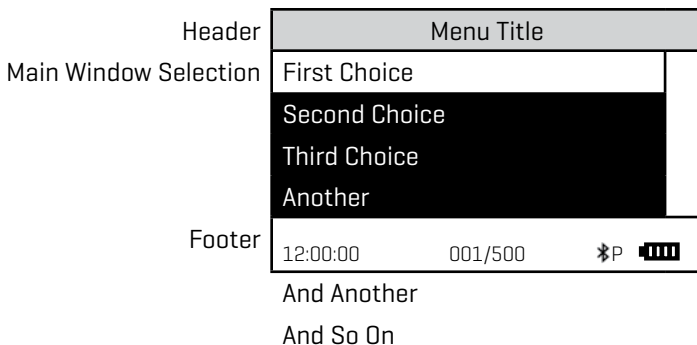 Header Menu Title
Main Window Selection First Choice
Second Choice
Third Choice
Another
Footer 12:00:00 001/500 P
And Another
And So On